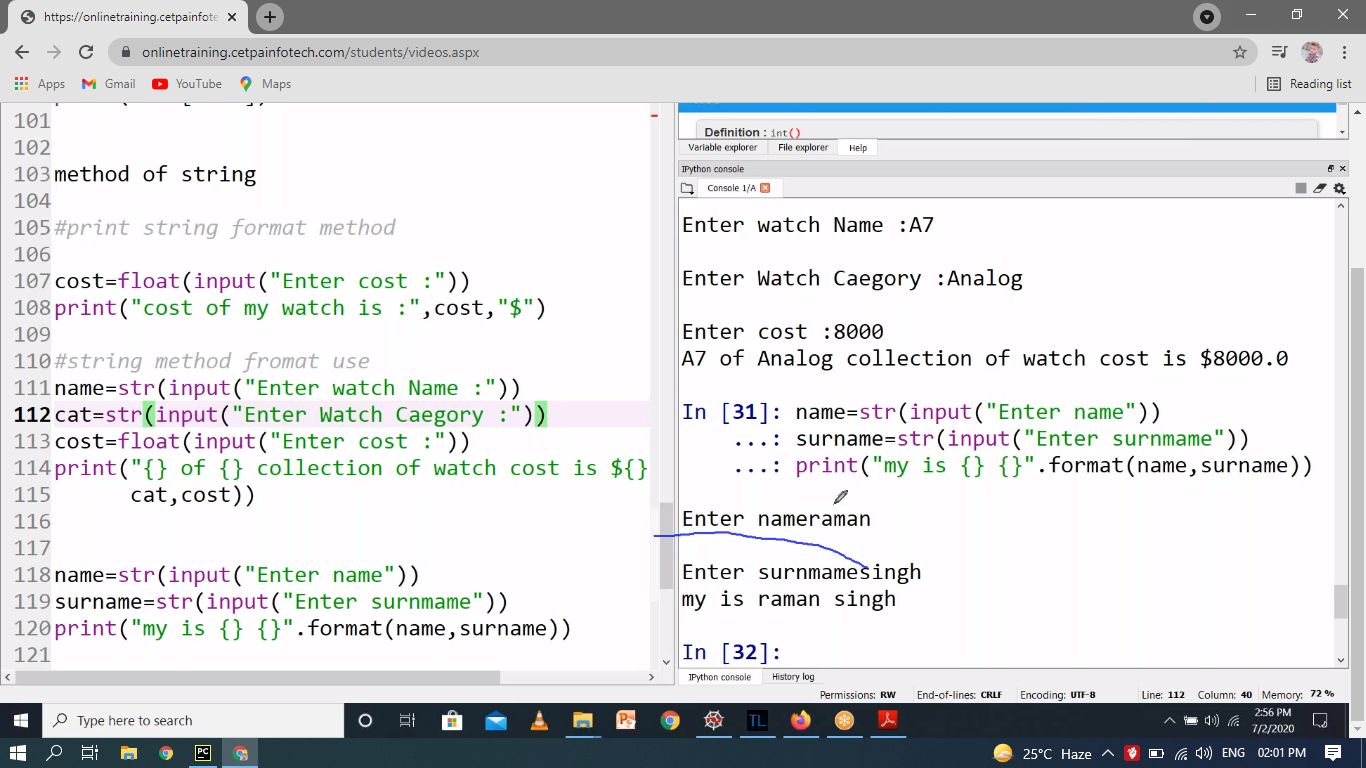 https://onlinetraining.cetpainfote
onlinetraining.cetpainfotech.com/students/videos.aspx
Apps Gmail YouTube Maps Reading list
101
102
103 method of string
104
105 #print string format method
106
107 cost=float(input("Enter cost :"))
108 print("cost of my watch is :",cost,"$")
109
110 #string method fromat use
111 name=str(input("Enter watch Name :"))
112 cat=str(input("Enter Watch Caegory :"))
113 cost=float(input("Enter cost :"))
114 print("{} of {} collection of watch cost is ${}
115 cat,cost))
116
117
118 name=str(input("Enter name"))
119 surname=str(input("Enter surnmame"))
120 print("my is {} {}".format(name,surname))
121
Definition : int()
Variable explorer File explorer Help
IPython console
Console 1/A
Enter watch Name :A7
Enter Watch Caegory :Analog
Enter cost :8000
A7 of Analog collection of watch cost is $8000.0
In [31]: name=str(input("Enter name"))
...: surname=str(input("Enter surnmame"))
...: print("my is {} {}".format(name,surname))
Enter nameraman
Enter surnmamesingh
my is raman singh
In [32]:
IPython console History log
Permissions: RW End-of-lines: CRLF Encoding: UTF-8 Line: 112 Column: 40 Memory: 72 %
Type here to search
TL
2:56 PM
7/2/2020
PC
25°C Haze ENG 02:01 PM